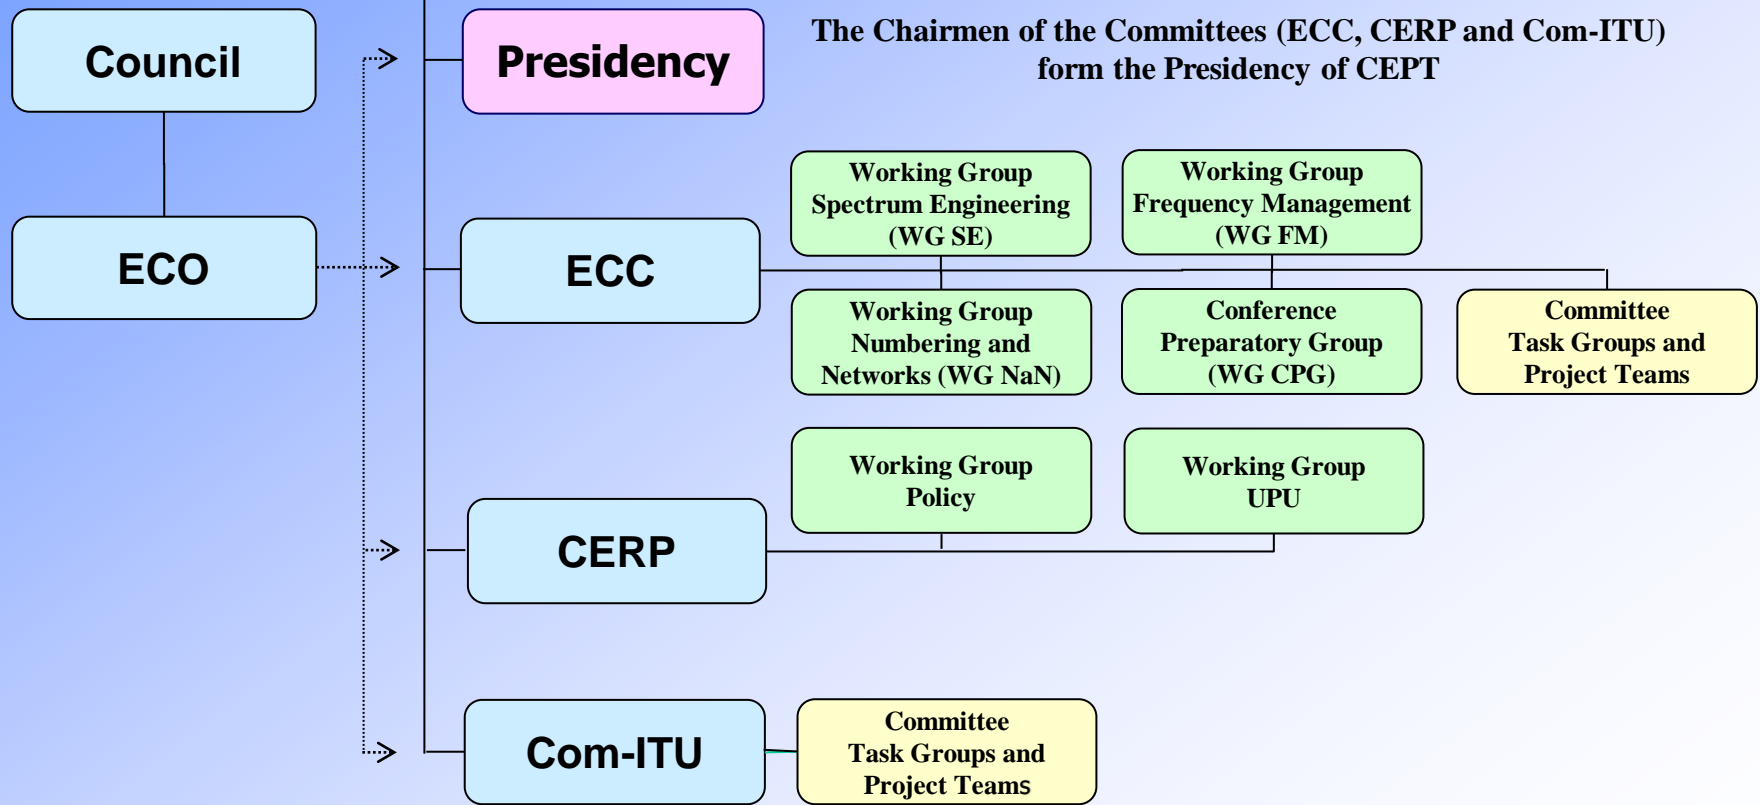 Council
Presidency
The Chairmen of the Committees (ECC, CERP and Com-ITU)
form the Presidency of CEPT
ECO
ECC
Working Group
Spectrum Engineering
(WG SE)
Working Group
Frequency Management
(WG FM)
Working Group
Numbering and
Networks (WG NaN)
Conference
Preparatory Group
(WG CPG)
Committee
Task Groups and
Project Teams
CERP
Working Group
Policy
Working Group
UPU
Com-ITU
Committee
Task Groups and
Project Teams